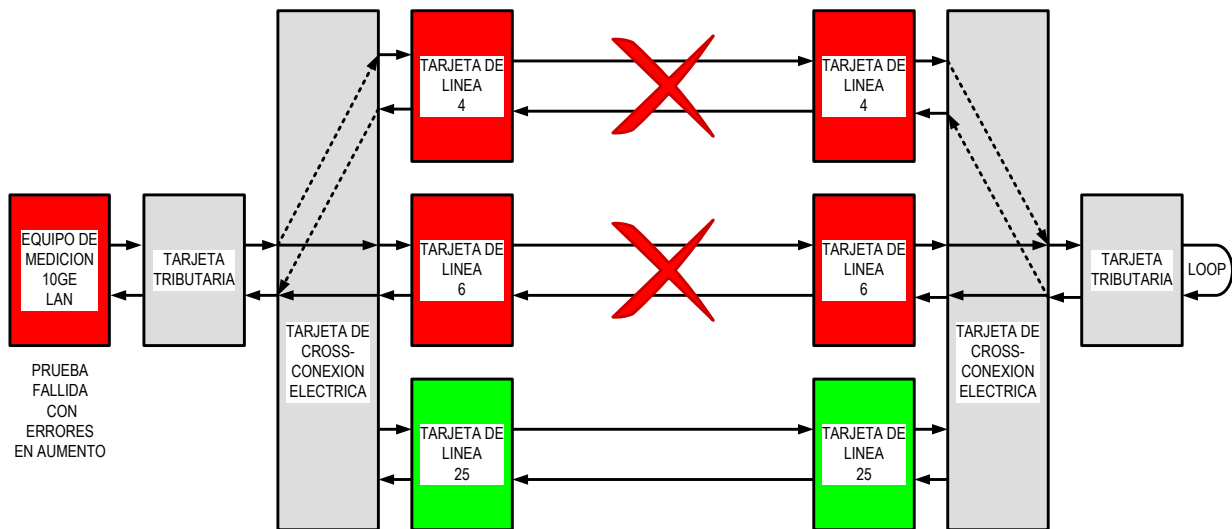 TARJETA DE
LINEA
4
TARJETA DE
LINEA
4
EQUIPO DE
MEDICION
10GE
LAN
TARJETA
TRIBUTARIA
TARJETA DE
LINEA
6
TARJETA DE
LINEA
6
TARJETA
TRIBUTARIA
LOOP
TARJETA DE
CROSS-
CONEXION
ELECTRICA
TARJETA DE
CROSS-
CONEXION
ELECTRICA
PRUEBA
FALLIDA
CON
ERRORES
EN AUMENTO
TARJETA DE
LINEA
25
TARJETA DE
LINEA
25